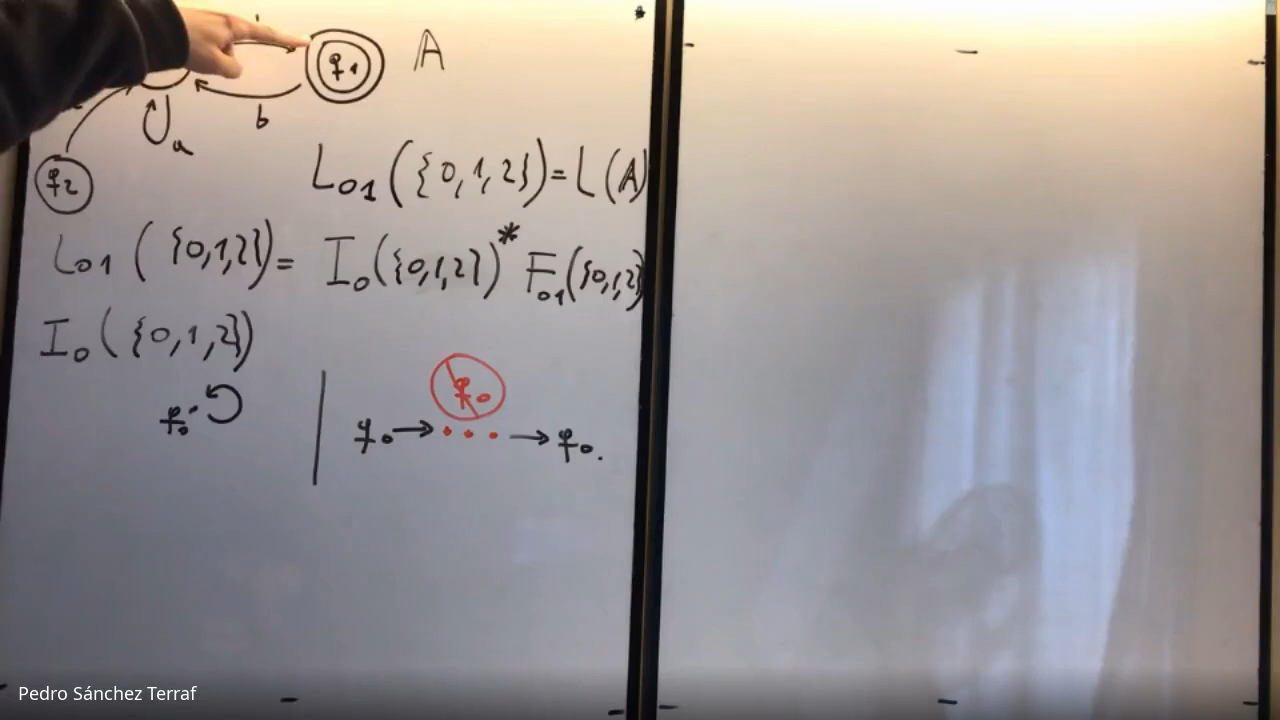 b
q₁ A
b
a
q₂
L₀₁({0,1,2})=L(A)
L₀₁({0,1,2})= I₀({0,1,2})* F₀₁({0,1,2}
I₀({0,1,2})
q₀
q₀
q₀ → ••• → q₀.
Pedro Sánchez Terraf